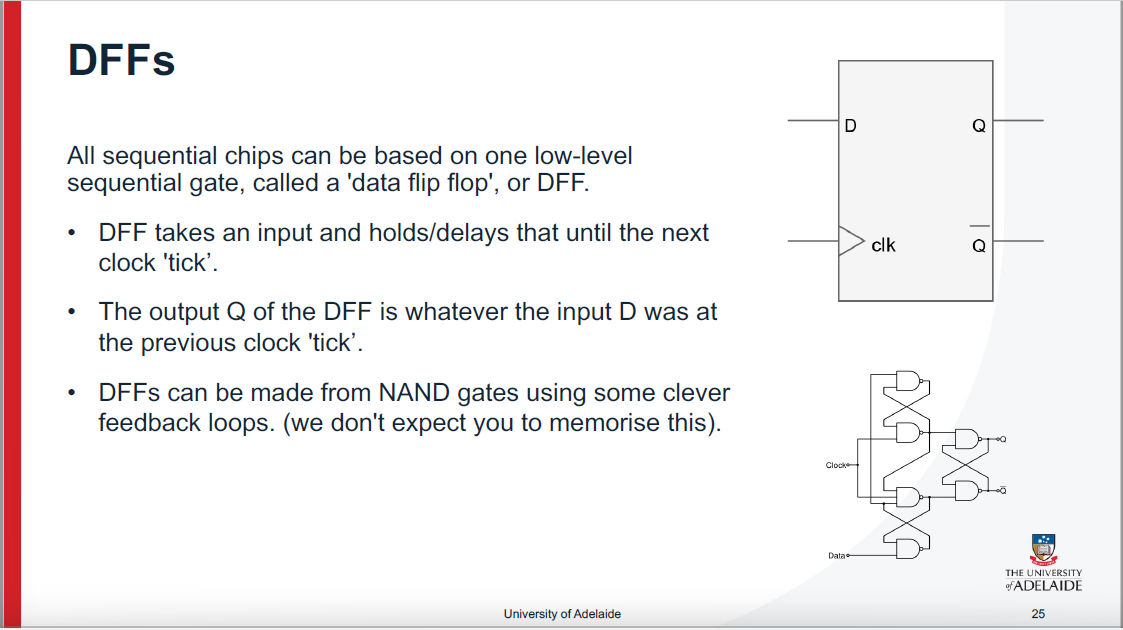 DFFs
All sequential chips can be based on one low-level
sequential gate, called a 'data flip flop', or DFF.
• DFF takes an input and holds/delays that until the next
clock 'tick’.
• The output Q of the DFF is whatever the input D was at
the previous clock 'tick’.
• DFFs can be made from NAND gates using some clever
feedback loops. (we don't expect you to memorise this).
D
Q
clk
Q̅
Clock
Q
Q̅
Data
THE UNIVERSITY
of ADELAIDE
University of Adelaide
25